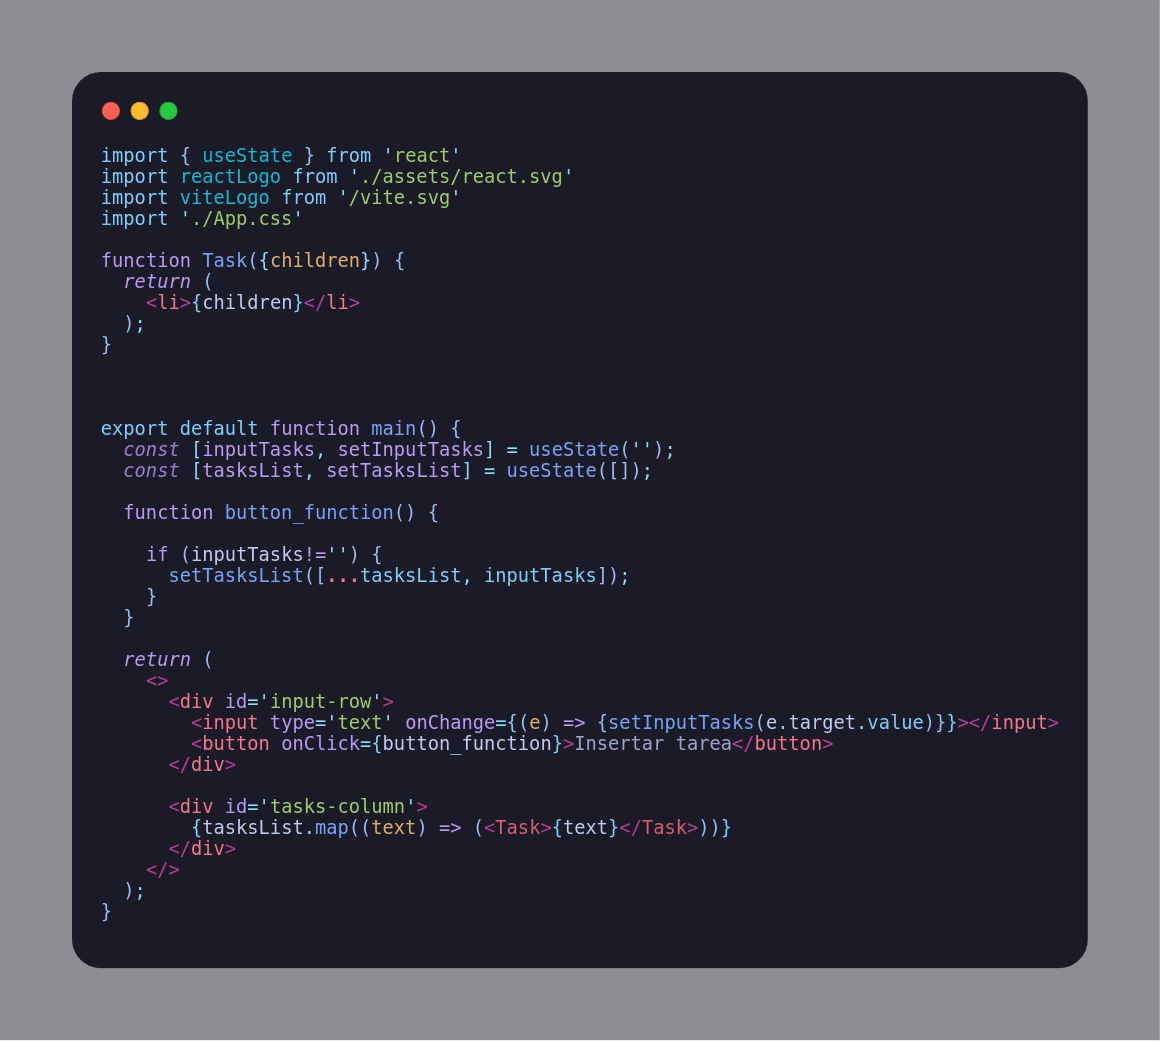 import { useState } from 'react'
import reactLogo from './assets/react.svg'
import viteLogo from '/vite.svg'
import './App.css'

function Task({children}) {
  return (
    <li>{children}</li>
  );
}



export default function main() {
  const [inputTasks, setInputTasks] = useState('');
  const [tasksList, setTasksList] = useState([]);

  function button_function() {

    if (inputTasks!='') {
      setTasksList([...tasksList, inputTasks]);
    }
  }

  return (
    <>
      <div id='input-row'>
        <input type='text' onChange={(e) => {setInputTasks(e.target.value)}}></input>
        <button onClick={button_function}>Insertar tarea</button>
      </div>

      <div id='tasks-column'>
        {tasksList.map((text) => (<Task>{text}</Task>))}
      </div>
    </>
  );
}